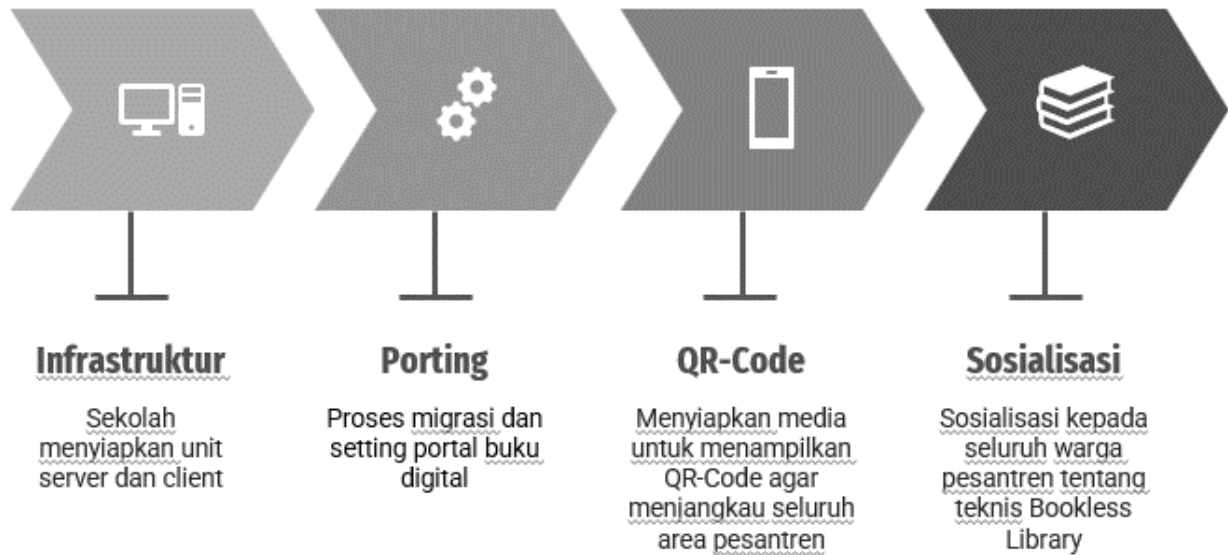 Infrastruktur
Sekolah
menyiapkan unit
server dan client
Porting
Proses migrasi dan
setting portal buku
digital
QR-Code
Menyiapkan media
untuk menampilkan
QR-Code agar
menjangkau seluruh
area pesantren
Sosialisasi
Sosialisasi kepada
seluruh warga
pesantren tentang
teknis Bookless
Library